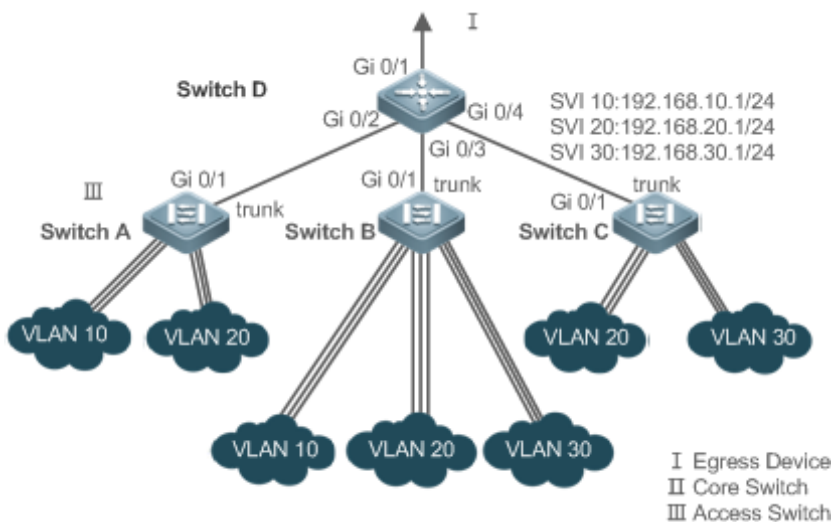 Ⅰ
Gi 0/1
Switch D
Gi 0/2
Gi 0/4
Gi 0/3
SVI 10:192.168.10.1/24
SVI 20:192.168.20.1/24
SVI 30:192.168.30.1/24
Ⅲ
Gi 0/1
trunk
Gi 0/1
trunk
Gi 0/1
trunk
Switch A
Switch B
Switch C
VLAN 10
VLAN 20
VLAN 20
VLAN 30
VLAN 10
VLAN 20
VLAN 30
Ⅰ Egress Device
Ⅱ Core Switch
Ⅲ Access Switch